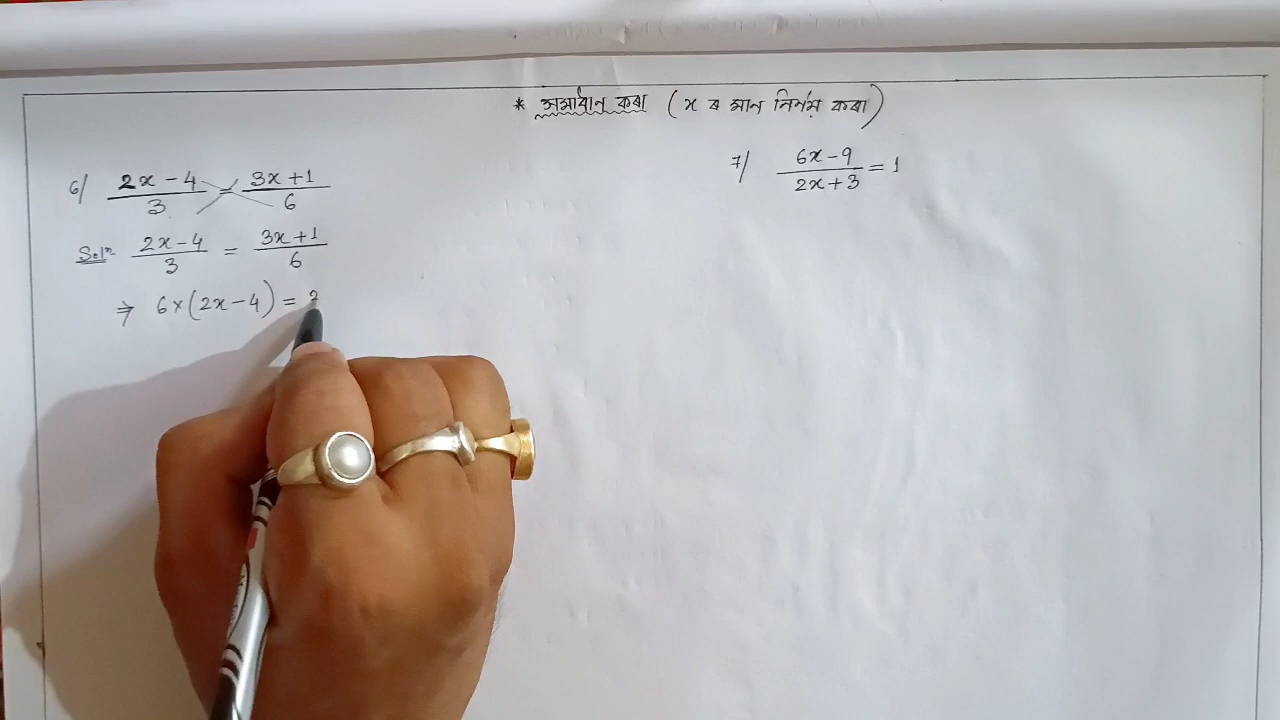 * সমাধান কৰা (x ৰ মান নিৰ্ণয় কৰা)
6/ (2x - 4)/3 = (3x + 1)/6
Solⁿ- (2x - 4)/3 = (3x + 1)/6
⇒ 6 × (2x - 4) = 3
7/ (6x - 9)/(2x + 3) = 1